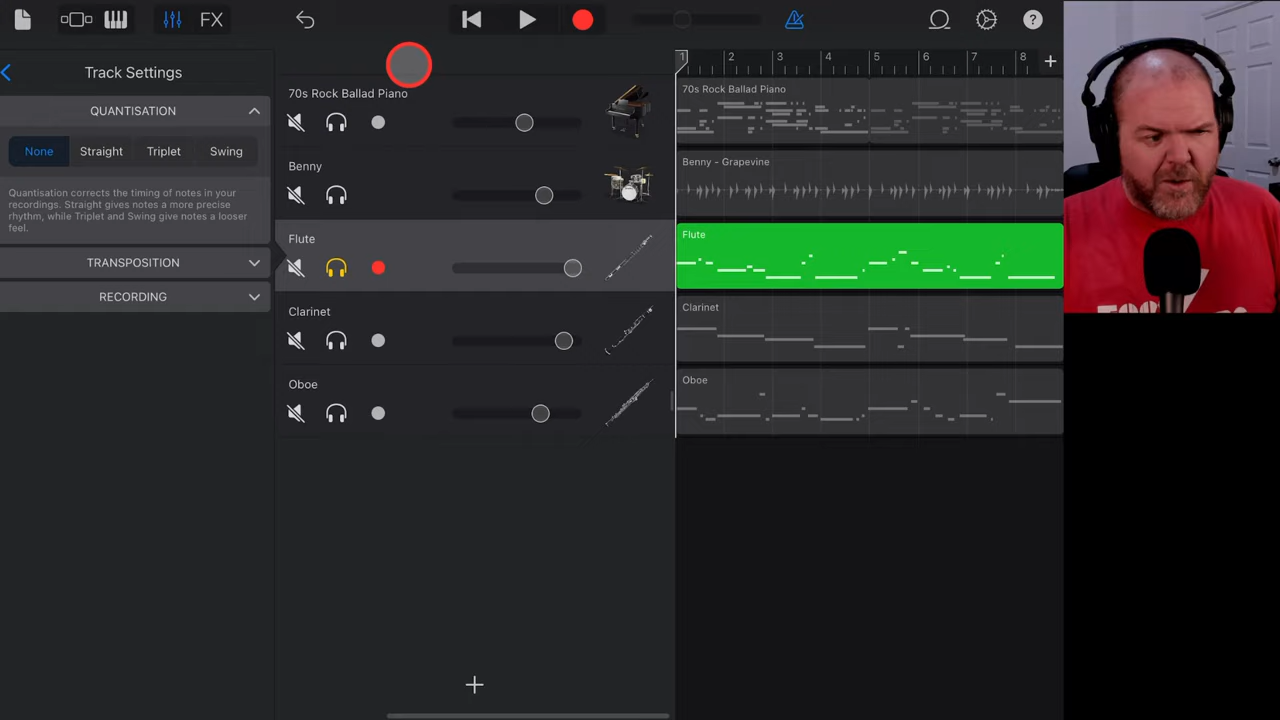 FX
Track Settings
QUANTISATION
None Straight Triplet Swing
Quantisation corrects the timing of notes in your
recordings. Straight gives notes a more precise
rhythm, while Triplet and Swing give notes a looser
feel.
TRANSPOSITION
RECORDING
70s Rock Ballad Piano
Benny
Flute
Clarinet
Oboe
1 2 3 4 5 6 7 8
70s Rock Ballad Piano
Benny - Grapevine
Flute
Clarinet
Oboe